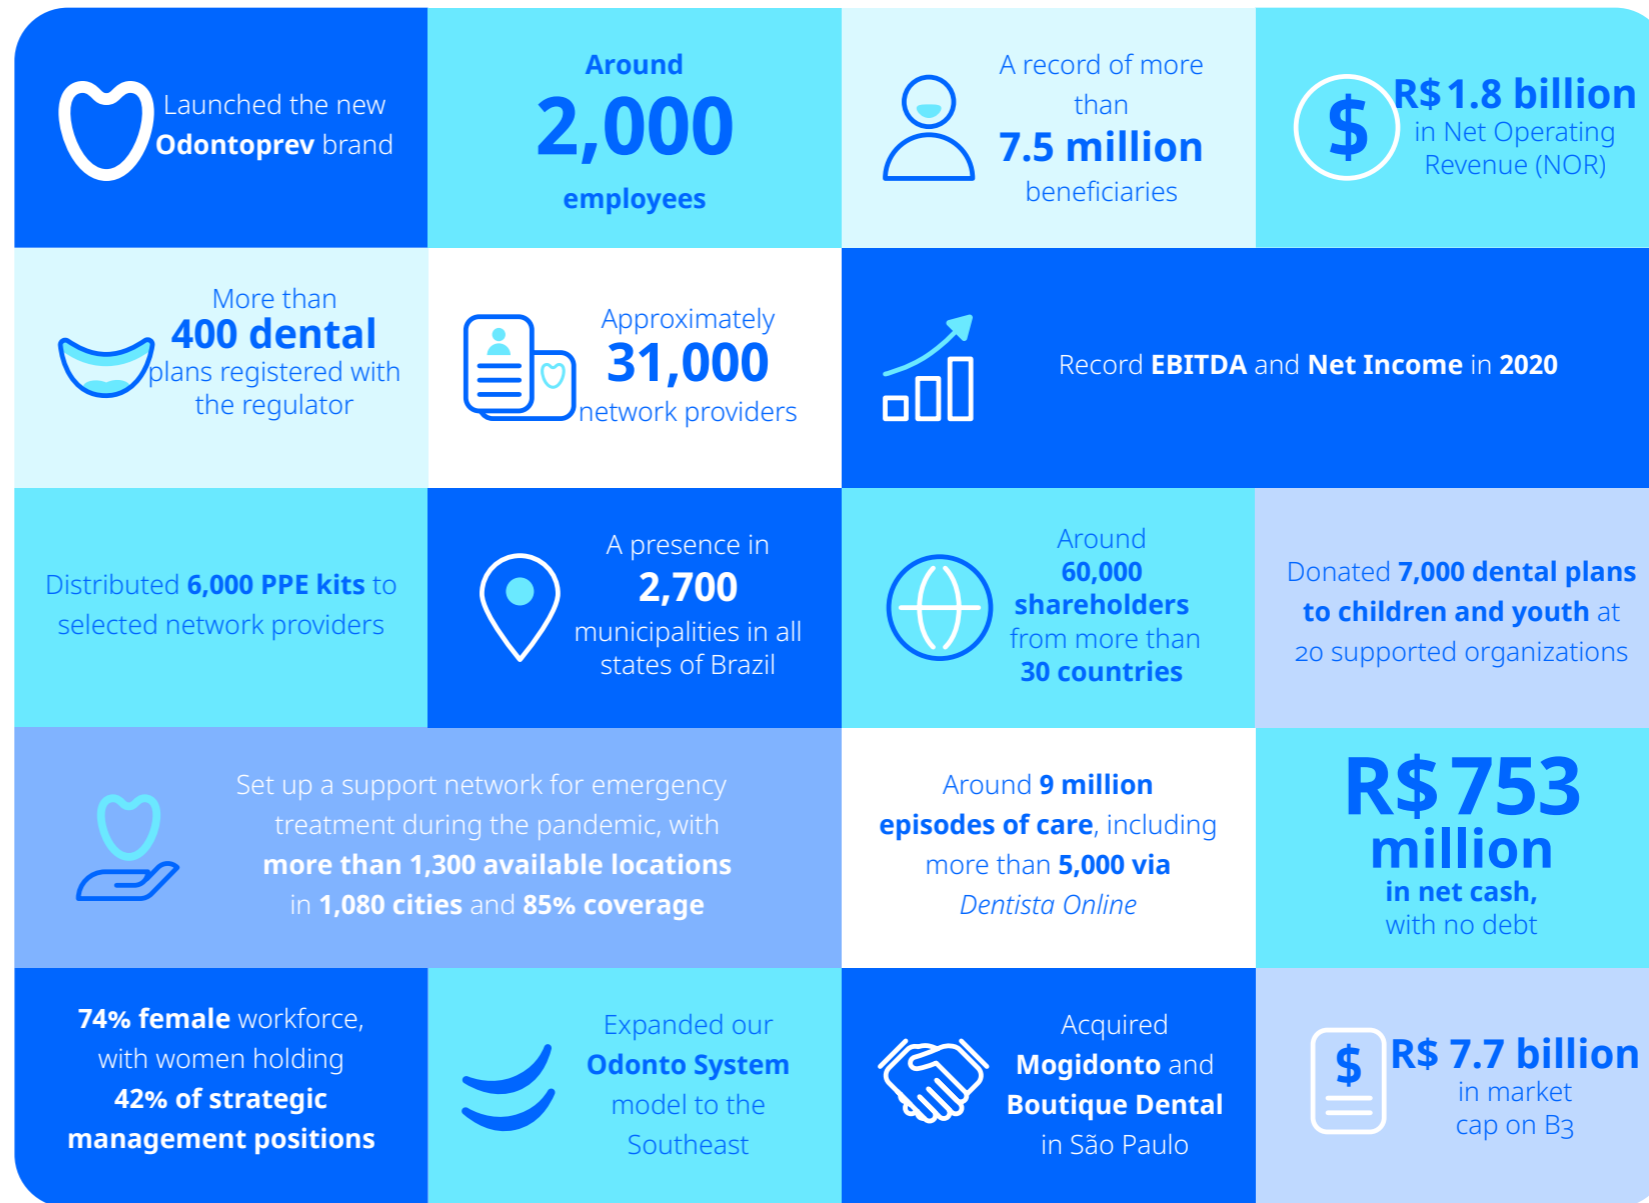 Launched the new
Odontoprev brand
Around
2,000
employees
A record of more
than
7.5 million
beneficiaries
$
R$ 1.8 billion
in Net Operating
Revenue (NOR)
More than
400 dental
plans registered with
the regulator
Approximately
31,000
network providers
Record EBITDA and Net Income in 2020
Distributed 6,000 PPE kits to
selected network providers
A presence in
2,700
municipalities in all
states of Brazil
Around
60,000
shareholders
from more than
30 countries
Donated 7,000 dental plans
to children and youth at
20 supported organizations
Set up a support network for emergency
treatment during the pandemic, with
more than 1,300 available locations
in 1,080 cities and 85% coverage
Around 9 million
episodes of care, including
more than 5,000 via
Dentista Online
R$ 753
million
in net cash,
with no debt
74% female workforce,
with women holding
42% of strategic
management positions
Expanded our
Odonto System
model to the
Southeast
Acquired
Mogidonto and
Boutique Dental
in São Paulo
$
R$ 7.7 billion
in market
cap on B3